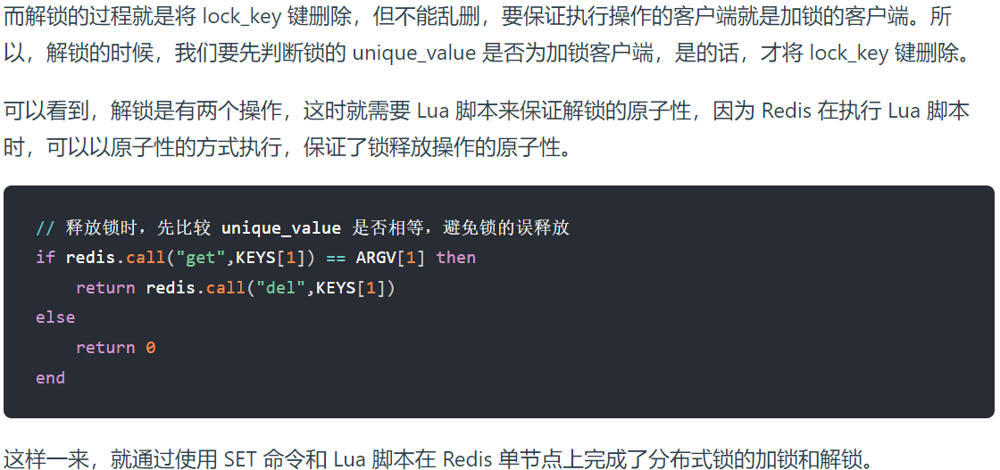 而解锁的过程就是将 lock_key 键删除，但不能乱删，要保证执行操作的客户端就是加锁的客户端。所
以，解锁的时候，我们要先判断锁的 unique_value 是否为加锁客户端，是的话，才将 lock_key 键删除。
可以看到，解锁是有两个操作，这时就需要 Lua 脚本来保证解锁的原子性，因为 Redis 在执行 Lua 脚本
时，可以以原子性的方式执行，保证了锁释放操作的原子性。
// 释放锁时，先比较 unique_value 是否相等，避免锁的误释放
if redis.call("get",KEYS[1]) == ARGV[1] then
    return redis.call("del",KEYS[1])
else
    return 0
end
这样一来，就通过使用 SET 命令和 Lua 脚本在 Redis 单节点上完成了分布式锁的加锁和解锁。